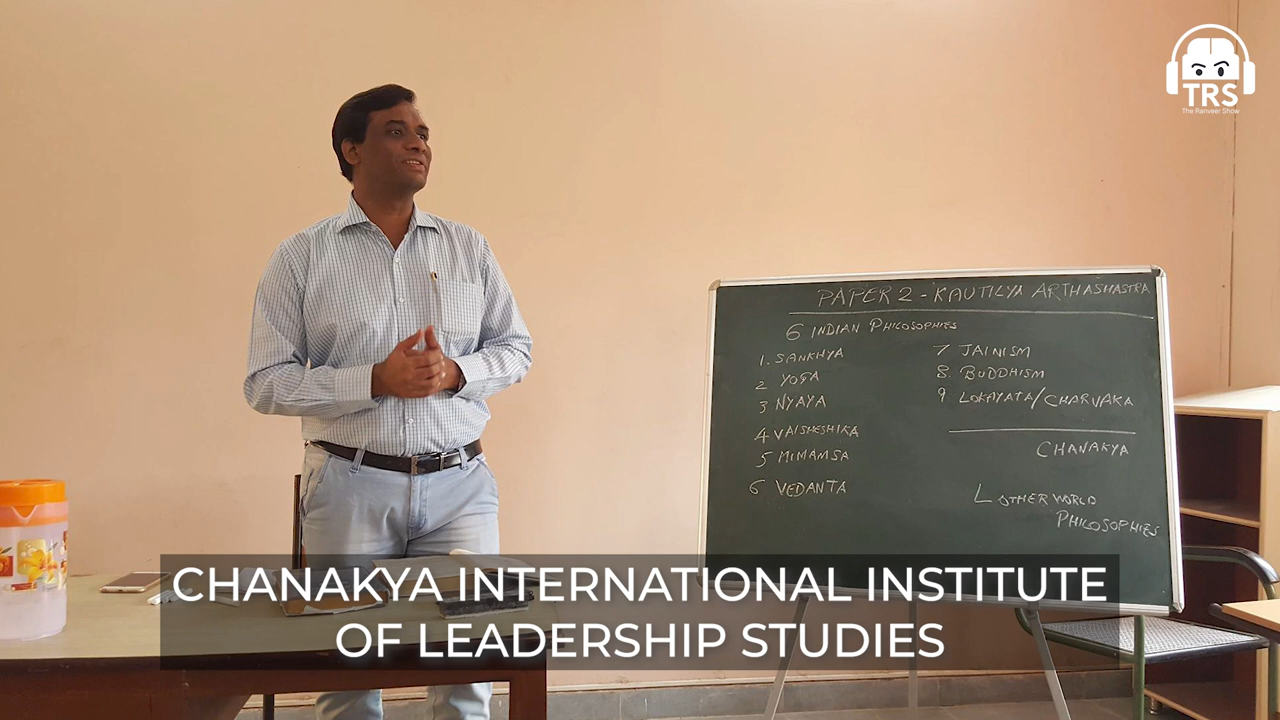 TRS
The Ranveer Show
PAPER 2 - KAUTILYA ARTHASHASTRA
6 INDIAN PHILOSOPHIES
1. SANKHYA
2 YOGA
3 NYAYA
4 VAISHESHIKA
5 MIMAMSA
6 VEDANTA
7 JAINISM
8. BUDDHISM
9 LOKAYATA/CHARVAKA
CHANAKYA
L OTHER WORLD
PHILOSOPHIES
CHANAKYA INTERNATIONAL INSTITUTE
OF LEADERSHIP STUDIES